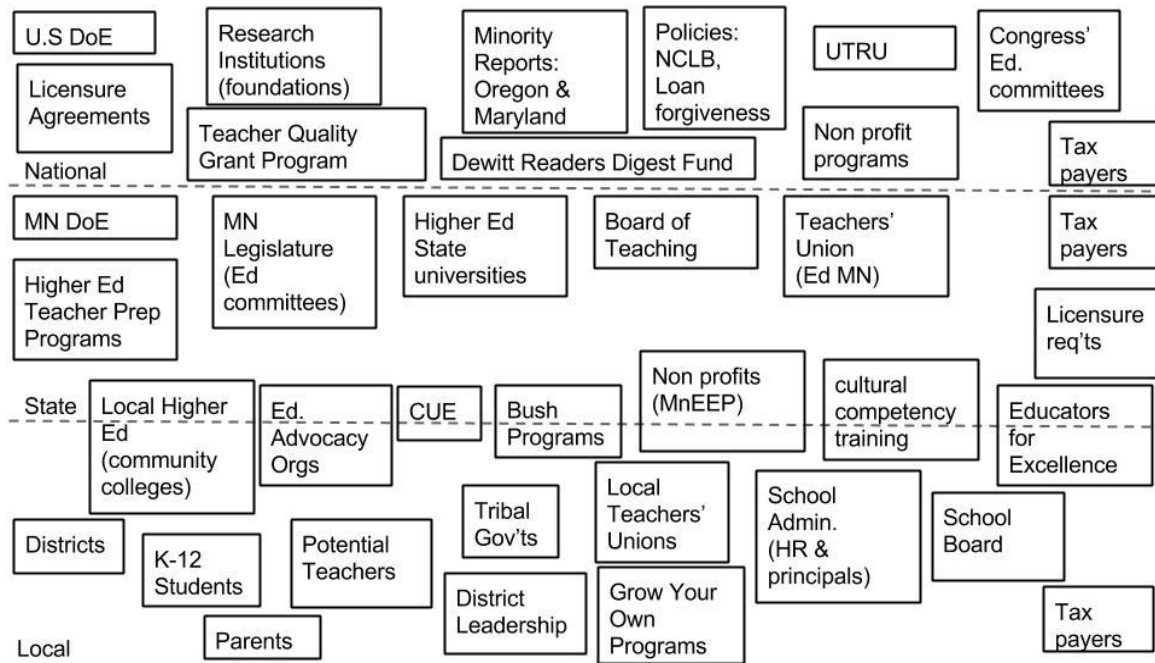 U.S DoE
Research
Institutions
(foundations)
Minority
Reports:
Oregon &
Maryland
Policies:
NCLB,
Loan
forgiveness
UTRU
Congress'
Ed.
committees
Licensure
Agreements
Teacher Quality
Grant Program
Dewitt Readers Digest Fund
Non profit
programs
Tax
payers
National
MN DoE
MN
Legislature
(Ed
committees)
Higher Ed
State
universities
Board of
Teaching
Teachers'
Union
(Ed MN)
Tax
payers
Higher Ed
Teacher Prep
Programs
Licensure
req'ts
State
Local Higher
Ed
(community
colleges)
Ed.
Advocacy
Orgs
CUE
Bush
Programs
Non profits
(MnEEP)
cultural
competency
training
Educators
for
Excellence
Districts
K-12
Students
Potential
Teachers
Tribal
Gov'ts
Local
Teachers'
Unions
School
Admin.
(HR &
principals)
School
Board
Parents
District
Leadership
Grow Your
Own
Programs
Tax
payers
Local